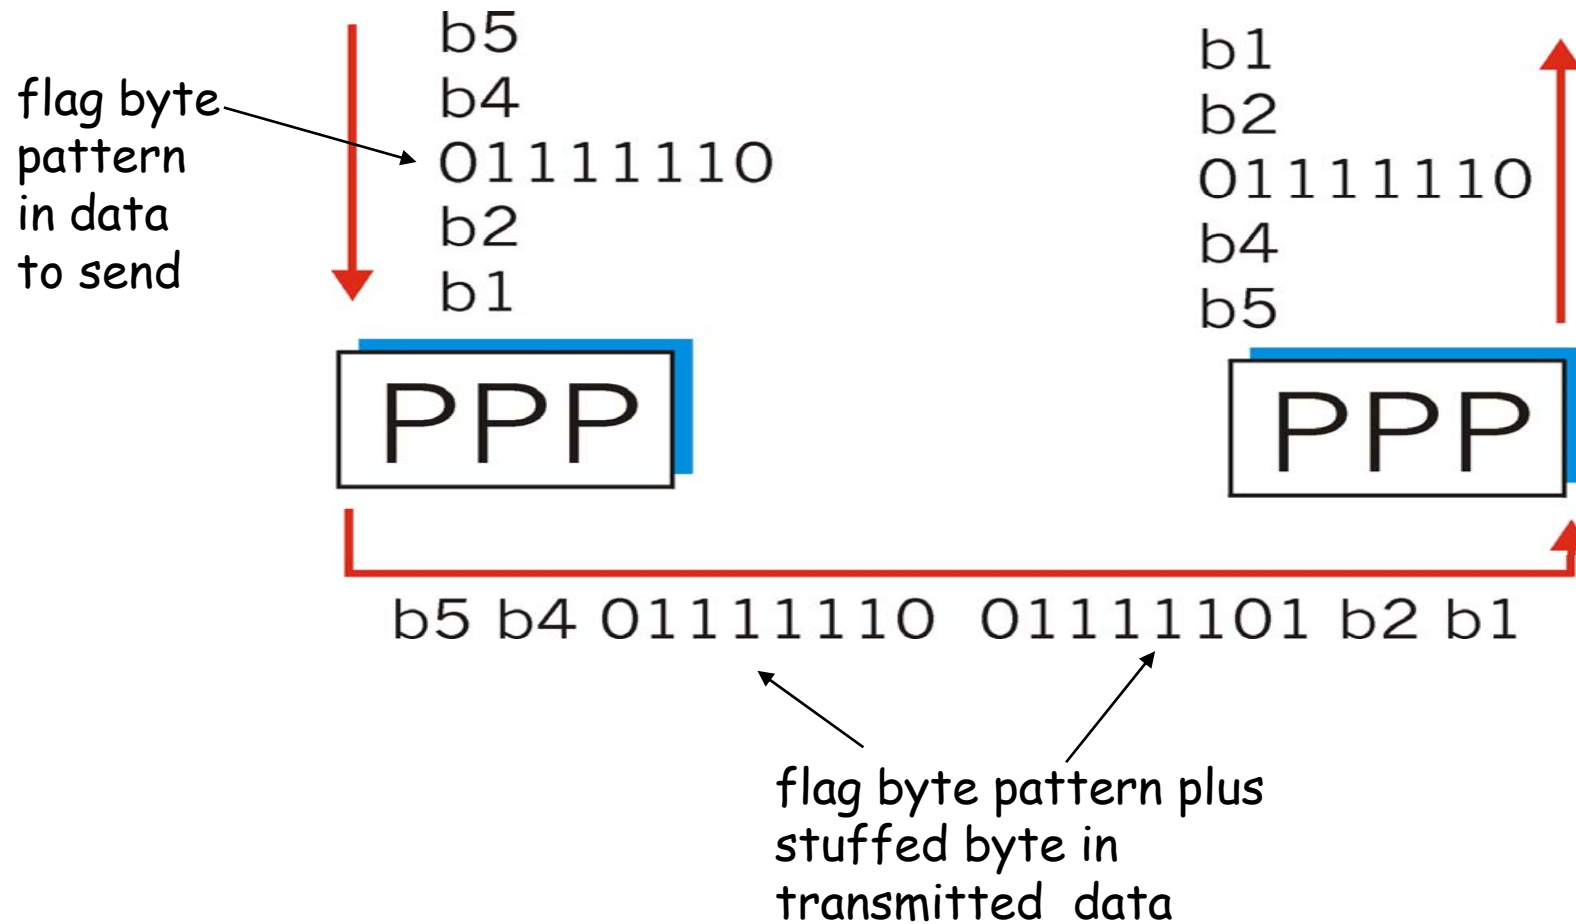 flag byte
pattern
in data
to send
b5
b4
01111110
b2
b1
b1
b2
01111110
b4
b5
PPP
PPP
b5 b4 01111110 01111101 b2 b1
flag byte pattern plus
stuffed byte in
transmitted data